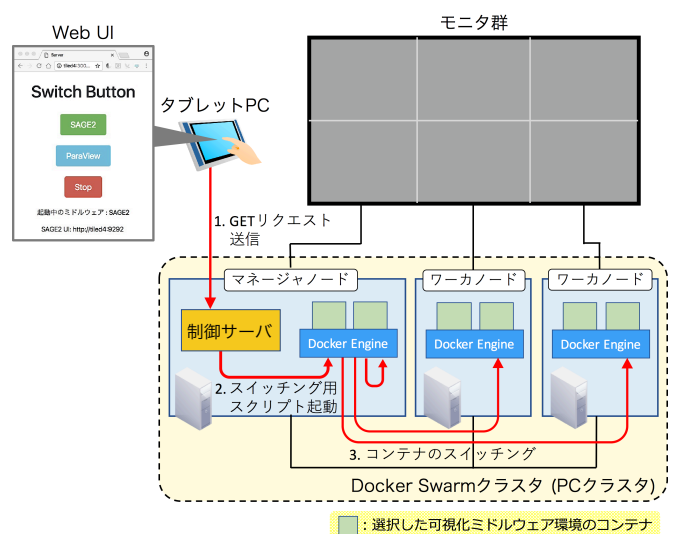 Web UI
モニタ群
Server
tiled4:300...
Switch Button
SAGE2
ParaView
Stop
起動中のミドルウェア : SAGE2
SAGE2 UI: http://tiled4:9292
タブレットPC
1. GETリクエスト
送信
マネージャノード
ワーカノード
ワーカノード
制御サーバ
Docker Engine
Docker Engine
Docker Engine
2. スイッチング用
スクリプト起動
3. コンテナのスイッチング
Docker Swarmクラスタ (PCクラスタ)
: 選択した可視化ミドルウェア環境のコンテナ